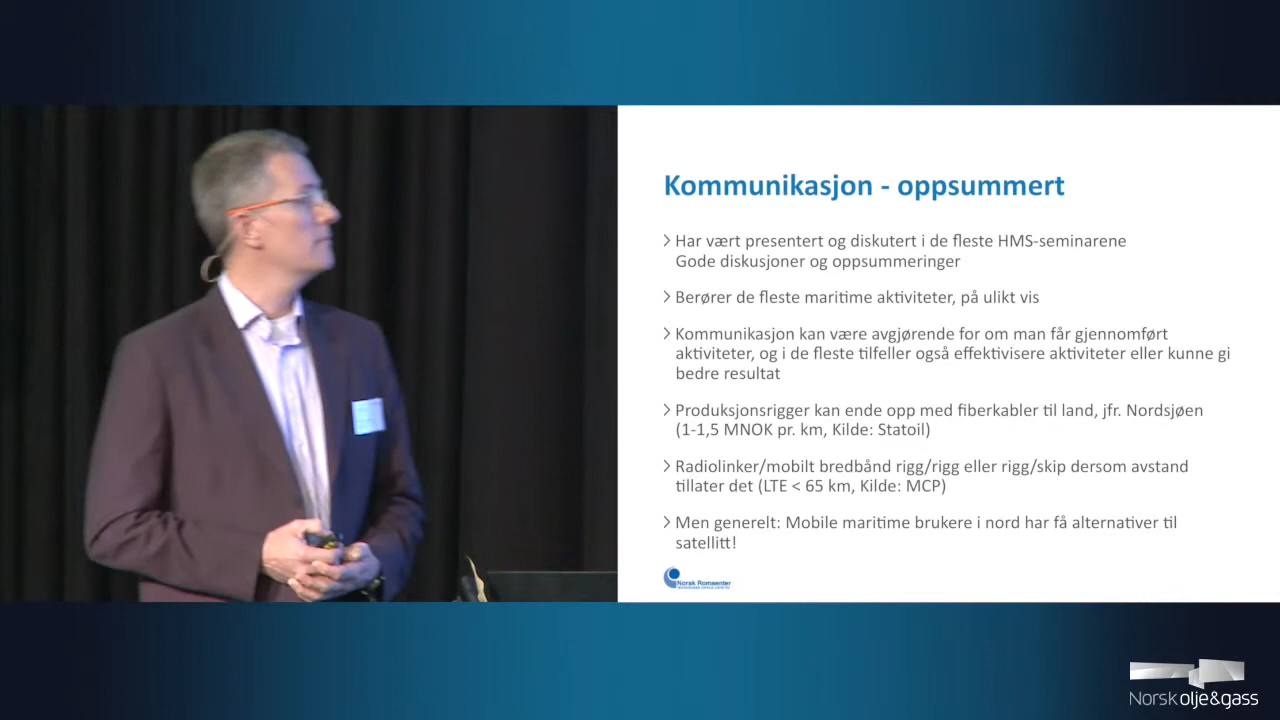 Kommunikasjon - oppsummert
Har vært presentert og diskutert i de fleste HMS-seminarene
Gode diskusjoner og oppsummeringer
Berører de fleste maritime aktiviteter, på ulikt vis
Kommunikasjon kan være avgjørende for om man får gjennomført
aktiviteter, og i de fleste tilfeller også effektivisere aktiviteter eller kunne gi
bedre resultat
Produksjonsrigger kan ende opp med fiberkabler til land, jfr. Nordsjøen
(1-1,5 MNOK pr. km, Kilde: Statoil)
Radiolinker/mobilt bredbånd rigg/rigg eller rigg/skip dersom avstand
tillater det (LTE < 65 km, Kilde: MCP)
Men generelt: Mobile maritime brukere i nord har få alternativer til
satellitt!
Norsk Romsenter
Norsk olje&gass